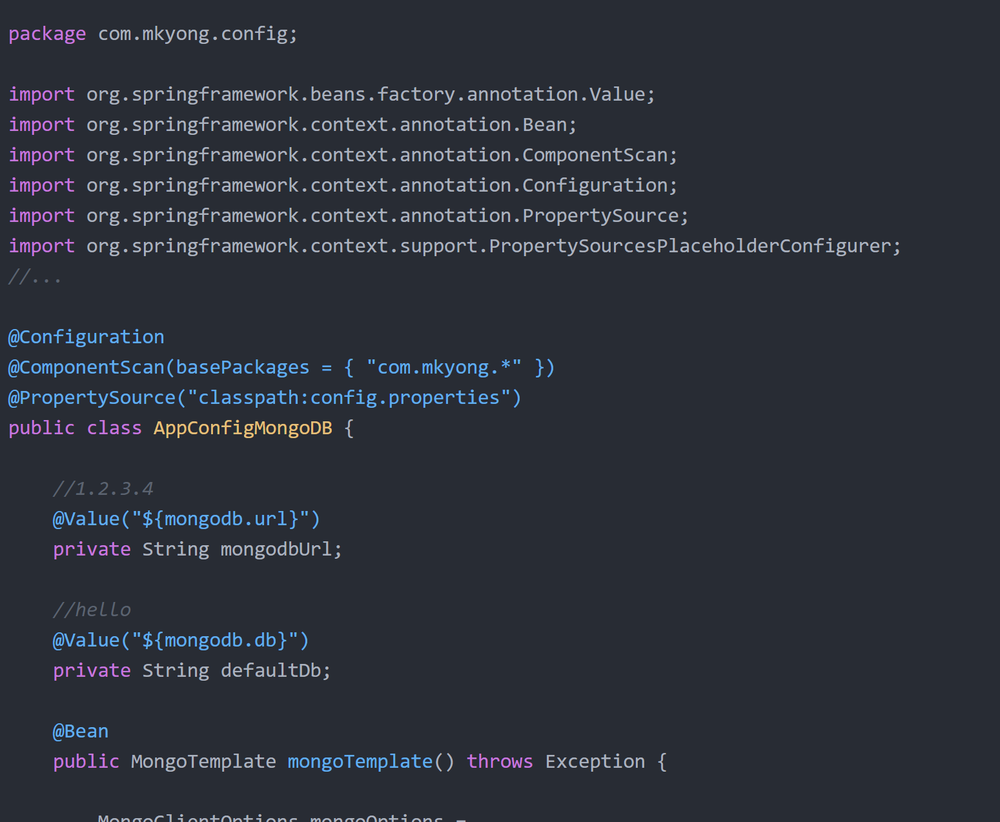 package com.mkyong.config;
import org.springframework.beans.factory.annotation.Value;
import org.springframework.context.annotation.Bean;
import org.springframework.context.annotation.ComponentScan;
import org.springframework.context.annotation.Configuration;
import org.springframework.context.annotation.PropertySource;
import org.springframework.context.support.PropertySourcesPlaceholderConfigurer;
//...
@Configuration
@ComponentScan(basePackages = { "com.mkyong.*" })
@PropertySource("classpath:config.properties")
public class AppConfigMongoDB {
//1.2.3.4
@Value("${mongodb.url}")
private String mongodbUrl;
//hello
@Value("${mongodb.db}")
private String defaultDb;
@Bean
public MongoTemplate mongoTemplate() throws Exception {
MongoClientOptions mongoOptions =